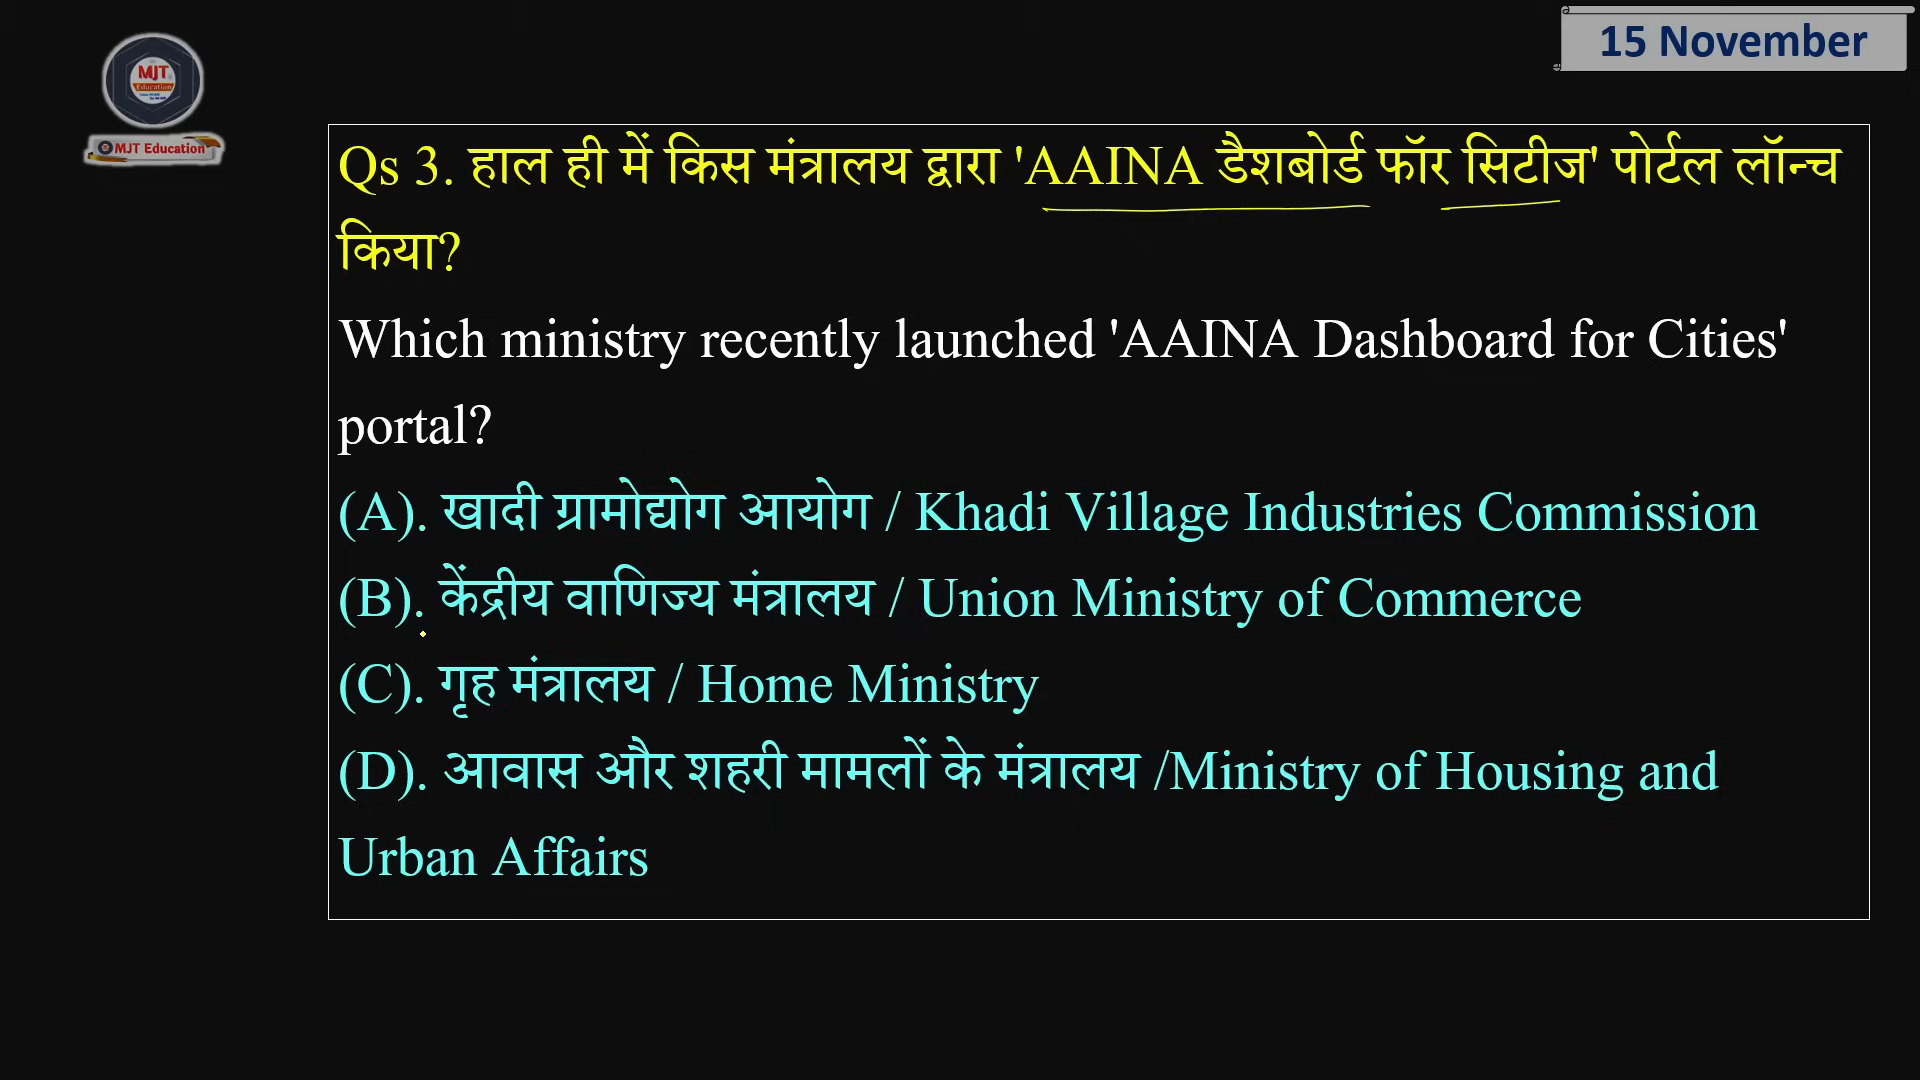 15 November
MJT
Education
MJT Education
Qs 3. हाल ही में किस मंत्रालय द्वारा 'AAINA डैशबोर्ड फॉर सिटीज' पोर्टल लॉन्च
किया?
Which ministry recently launched 'AAINA Dashboard for Cities'
portal?
(A). खादी ग्रामोद्योग आयोग / Khadi Village Industries Commission
(B). केंद्रीय वाणिज्य मंत्रालय / Union Ministry of Commerce
(C). गृह मंत्रालय / Home Ministry
(D). आवास और शहरी मामलों के मंत्रालय /Ministry of Housing and
Urban Affairs